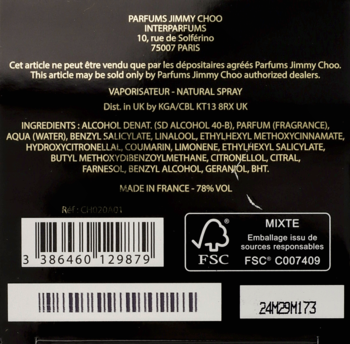 PARFUMS JIMMY CHOO
INTERPARFUMS
10, rue de Solférino
75007 PARIS
Cet article ne peut être vendu que par les dépositaires agréés Parfums Jimmy Choo.
This article may be sold only by Parfums Jimmy Choo authorized dealers.
VAPORISATEUR - NATURAL SPRAY
Dist. in UK by KGA/CBL KT13 8RX UK
INGREDIENTS : ALCOHOL DENAT. (SD ALCOHOL 40-B), PARFUM (FRAGRANCE),
AQUA (WATER), BENZYL SALICYLATE, LINALOOL, ETHYLHEXYL METHOXYCINNAMATE,
HYDROXYCITRONELLAL, COUMARIN, LIMONENE, ETHYLHEXYL SALICYLATE,
BUTYL METHOXYDIBENZOYLMETHANE, CITRONELLOL, CITRAL,
FARNESOL, BENZYL ALCOHOL, GERANIOL, BHT.
MADE IN FRANCE - 78% VOL
3 386460 129879
FSC
MIXTE
Emballage issu de
sources responsables
FSC® C007409
24M29M173